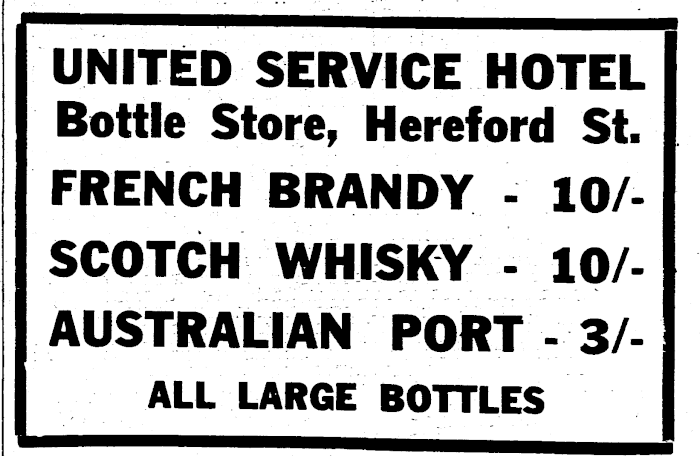 UNITED SERVICE HOTEL
Bottle Store, Hereford St.
FRENCH BRANDY - 10/-
SCOTCH WHISKY - 10/-
AUSTRALIAN PORT - 3/-
ALL LARGE BOTTLES